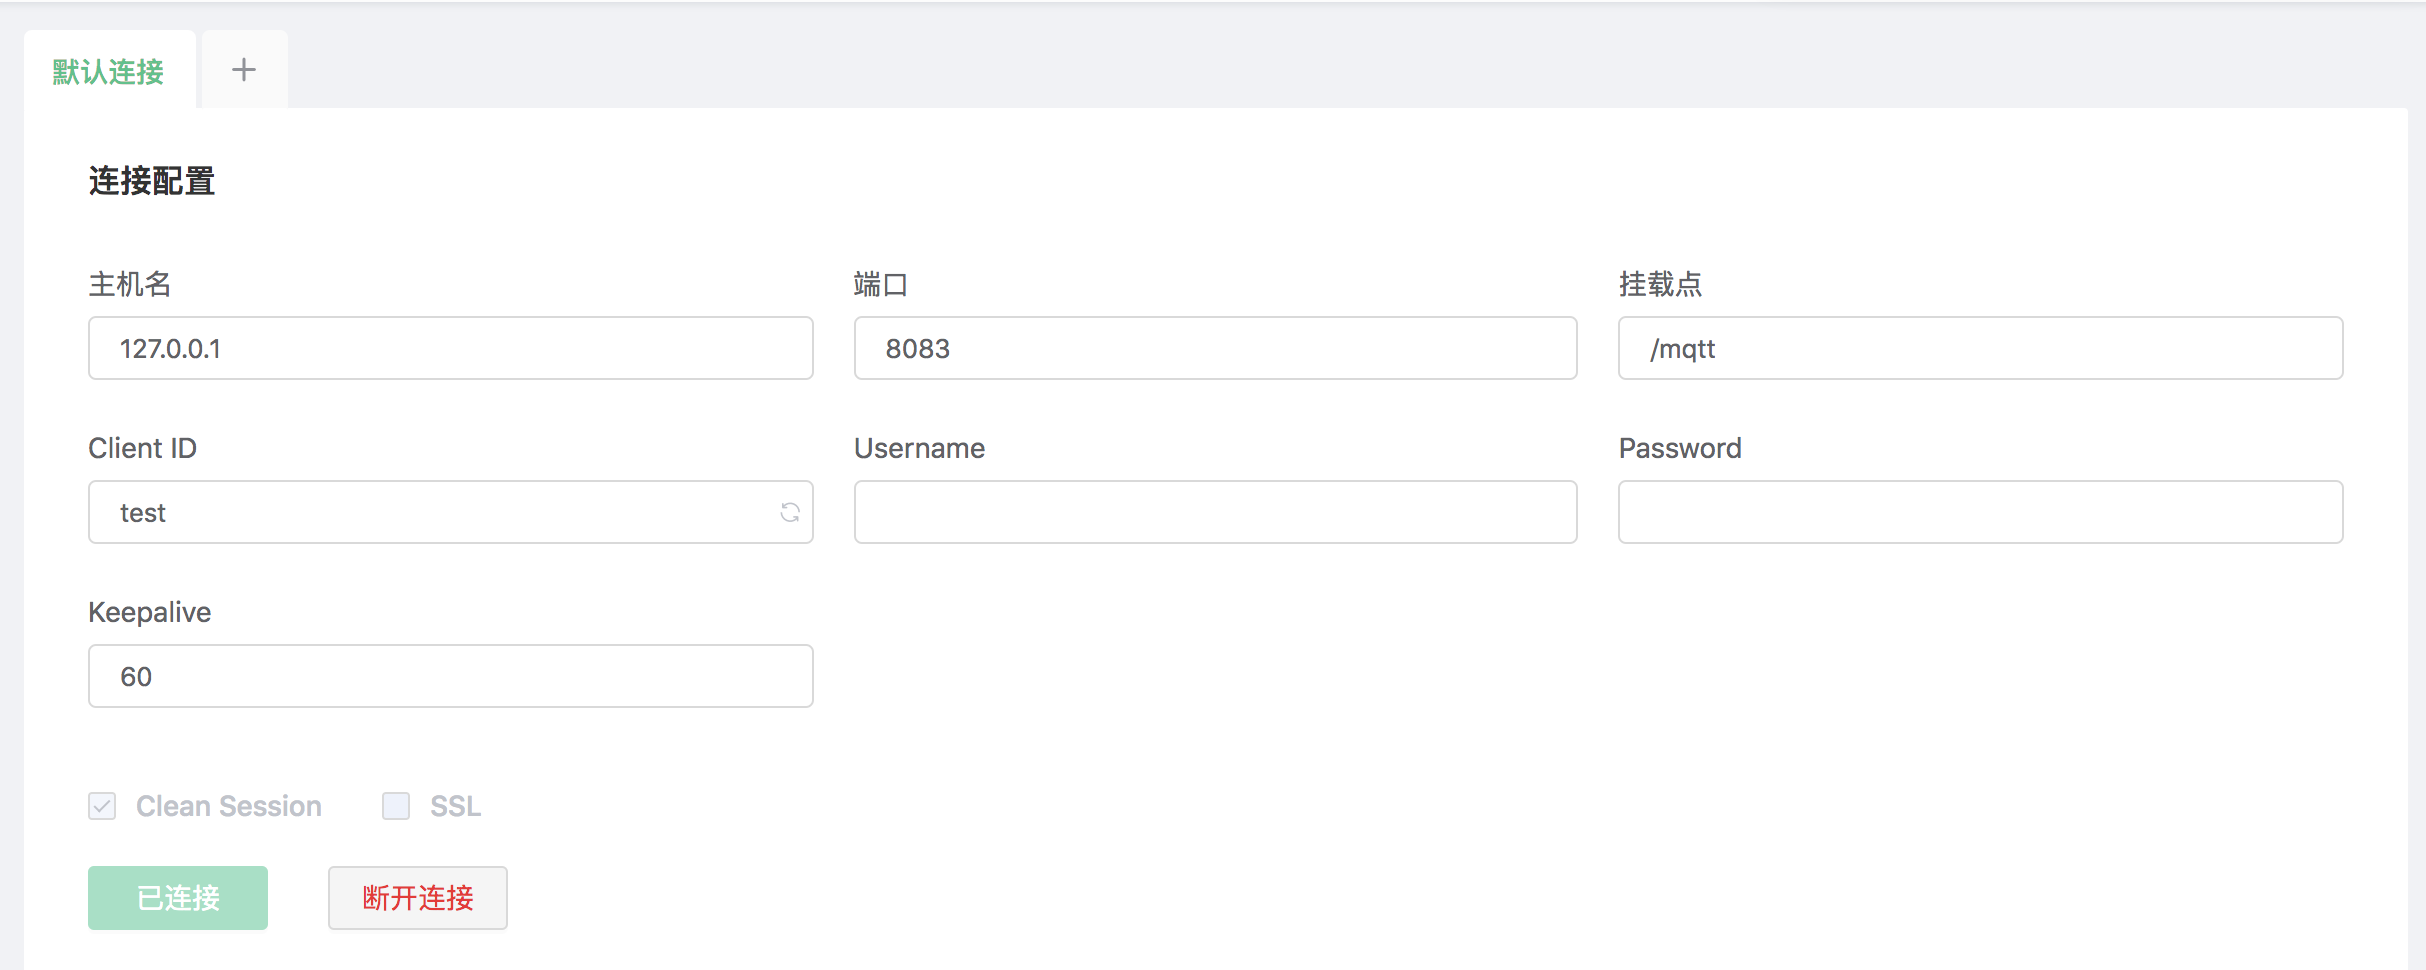 默认连接
连接配置
主机名 端口 挂载点
127.0.0.1 8083 /mqtt
Client ID Username Password
test
Keepalive
60
Clean Session SSL
已连接 断开连接